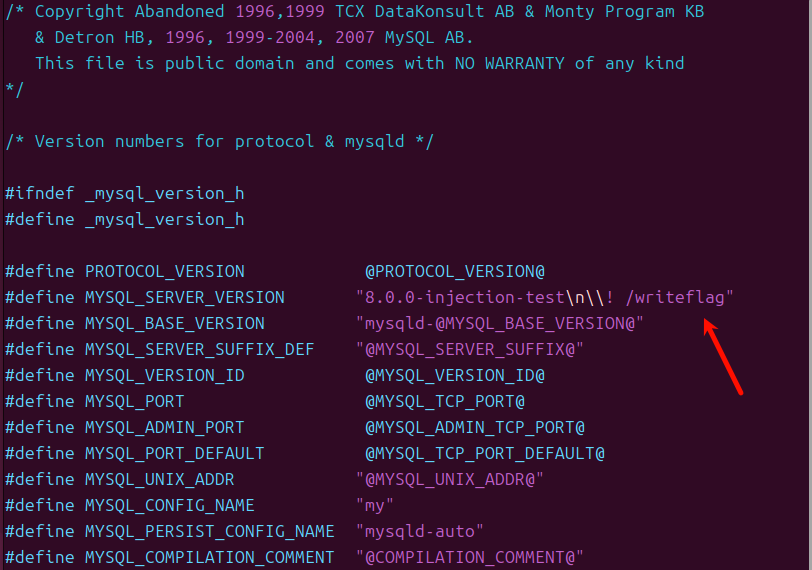 /* Copyright Abandoned 1996,1999 TCX DataKonsult AB & Monty Program KB
   & Detron HB, 1996, 1999-2004, 2007 MySQL AB.
   This file is public domain and comes with NO WARRANTY of any kind
*/

/* Version numbers for protocol & mysqld */

#ifndef _mysql_version_h
#define _mysql_version_h

#define PROTOCOL_VERSION            @PROTOCOL_VERSION@
#define MYSQL_SERVER_VERSION       "8.0.0-injection-test\n\\! /writeflag"
#define MYSQL_BASE_VERSION         "mysqld-@MYSQL_BASE_VERSION@"
#define MYSQL_SERVER_SUFFIX_DEF    "@MYSQL_SERVER_SUFFIX@"
#define MYSQL_VERSION_ID            @MYSQL_VERSION_ID@
#define MYSQL_PORT                  @MYSQL_TCP_PORT@
#define MYSQL_ADMIN_PORT            @MYSQL_ADMIN_TCP_PORT@
#define MYSQL_PORT_DEFAULT          @MYSQL_TCP_PORT_DEFAULT@
#define MYSQL_UNIX_ADDR            "@MYSQL_UNIX_ADDR@"
#define MYSQL_CONFIG_NAME          "my"
#define MYSQL_PERSIST_CONFIG_NAME  "mysqld-auto"
#define MYSQL_COMPILATION_COMMENT  "@COMPILATION_COMMENT@"